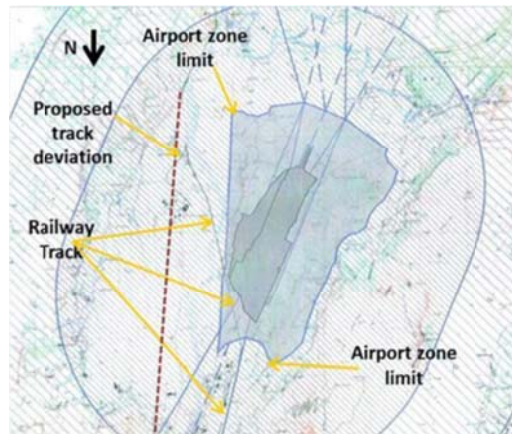 Airport zone
limit
N
Proposed
track
deviation
Railway
Track
Airport zone
limit